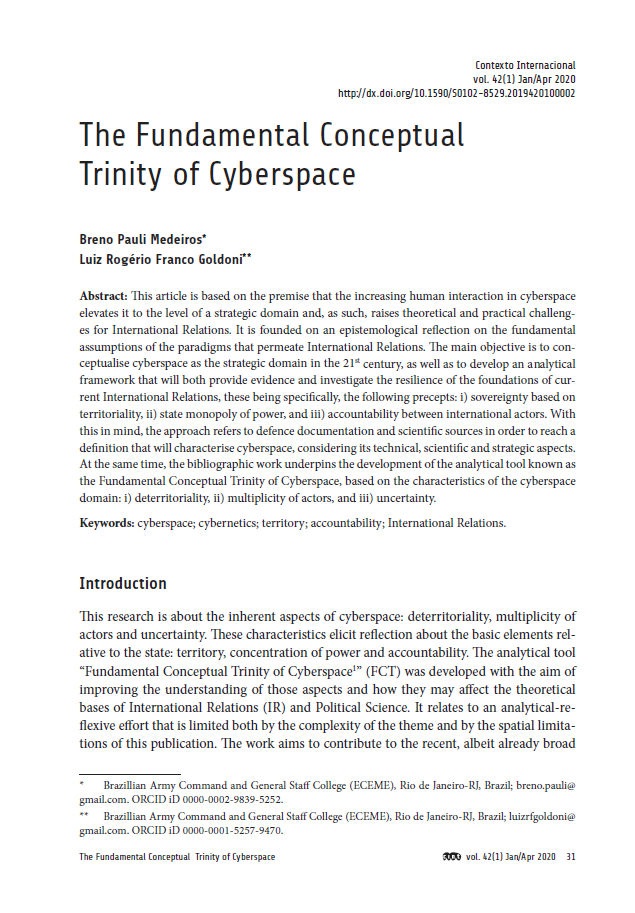 Contexto Internacional
vol. 42(1) Jan/Apr 2020
http://dx.doi.org/10.1590/S0102-8529.2019420100002
The Fundamental Conceptual
Trinity of Cyberspace
Breno Pauli Medeiros*
Luiz Rogério Franco Goldoni**
Abstract: This article is based on the premise that the increasing human interaction in cyberspace
elevates it to the level of a strategic domain and, as such, raises theoretical and practical challeng-
es for International Relations. It is founded on an epistemological reflection on the fundamental
assumptions of the paradigms that permeate International Relations. The main objective is to con-
ceptualise cyberspace as the strategic domain in the 21st century, as well as to develop an analytical
framework that will both provide evidence and investigate the resilience of the foundations of cur-
rent International Relations, these being specifically, the following precepts: i) sovereignty based on
territoriality, ii) state monopoly of power, and iii) accountability between international actors. With
this in mind, the approach refers to defence documentation and scientific sources in order to reach a
definition that will characterise cyberspace, considering its technical, scientific and strategic aspects.
At the same time, the bibliographic work underpins the development of the analytical tool known as
the Fundamental Conceptual Trinity of Cyberspace, based on the characteristics of the cyberspace
domain: i) deterritoriality, ii) multiplicity of actors, and iii) uncertainty.
Keywords: cyberspace; cybernetics; territory; accountability; International Relations.
Introduction
This research is about the inherent aspects of cyberspace: deterritoriality, multiplicity of
actors and uncertainty. These characteristics elicit reflection about the basic elements rel-
ative to the state: territory, concentration of power and accountability. The analytical tool
“Fundamental Conceptual Trinity of Cyberspace1” (FCT) was developed with the aim of
improving the understanding of those aspects and how they may affect the theoretical
bases of International Relations (IR) and Political Science. It relates to an analytical-re-
flexive effort that is limited both by the complexity of the theme and by the spatial limita-
tions of this publication. The work aims to contribute to the recent, albeit already broad
* Brazillian Army Command and General Staff College (ECEME), Rio de Janeiro-RJ, Brazil; breno.pauli@
gmail.com. ORCID iD 0000-0002-9839-5252.
** Brazillian Army Command and General Staff College (ECEME), Rio de Janeiro-RJ, Brazil; luizrfgoldoni@
gmail.com. ORCID iD 0000-0001-5257-9470.
The Fundamental Conceptual Trinity of Cyberspace
vol. 42(1) Jan/Apr 2020 31